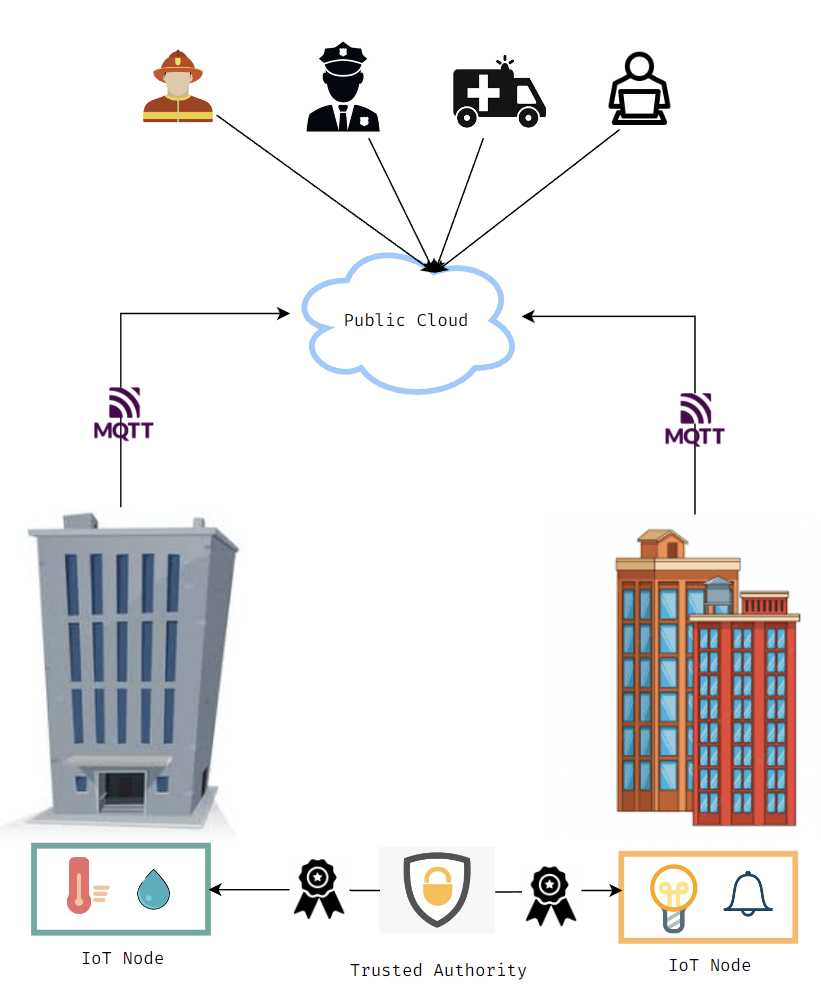 Public Cloud
MQTT
MQTT
IoT Node
Trusted Authority
IoT Node